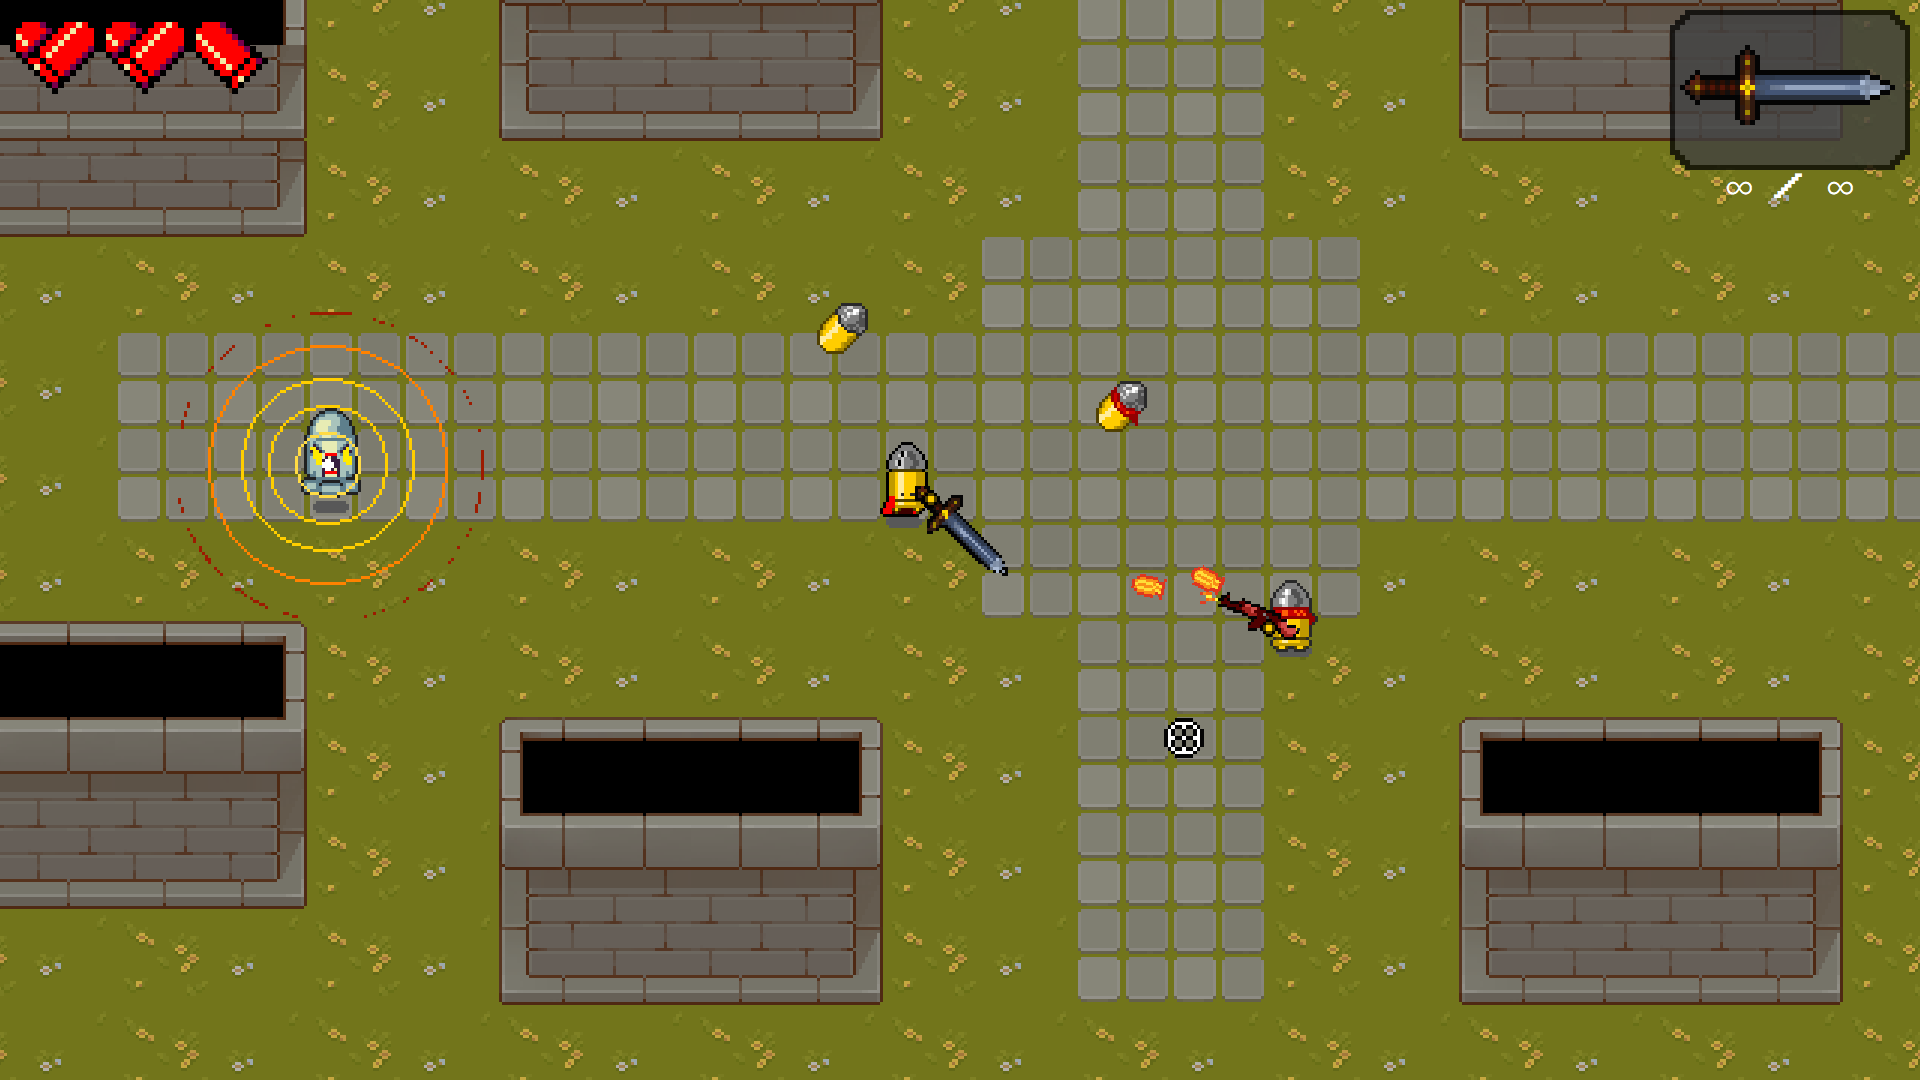 ∞ / ∞